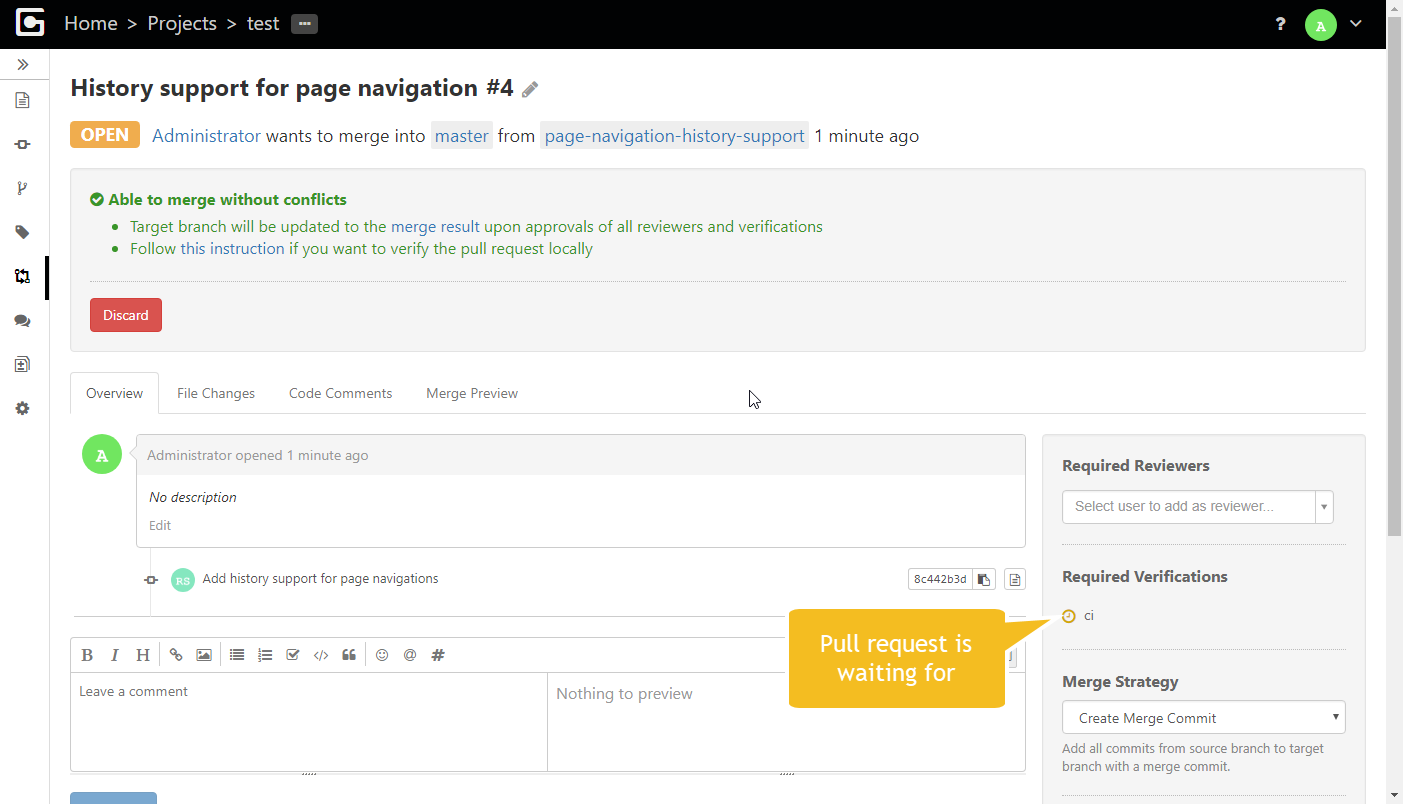 Home > Projects > test ...
? A
History support for page navigation #4
OPEN Administrator wants to merge into master from page-navigation-history-support 1 minute ago
Able to merge without conflicts
Target branch will be updated to the merge result upon approvals of all reviewers and verifications
Follow this instruction if you want to verify the pull request locally
Discard
Overview File Changes Code Comments Merge Preview
A Administrator opened 1 minute ago
No description
Edit
RS Add history support for page navigations 8c442b3d
B I H @ #
Leave a comment
Nothing to preview
Required Reviewers
Select user to add as reviewer...
Required Verifications
ci
Pull request is
waiting for
Merge Strategy
Create Merge Commit
Add all commits from source branch to target
branch with a merge commit.